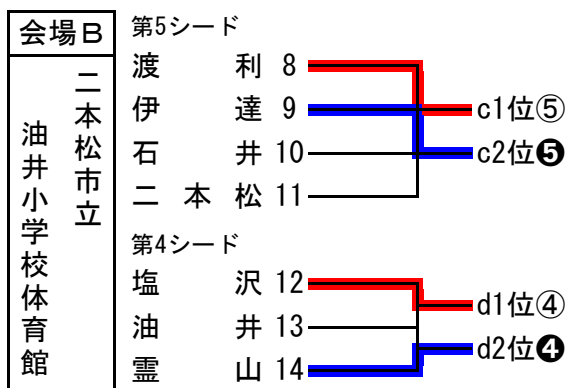 会場B
二本松市立
油井小学校体育館
第5シード
渡利 8
伊達 9
石井 10
二本松 11
c1位⑤
c2位❺
第4シード
塩沢 12
油井 13
霊山 14
d1位④
d2位❹